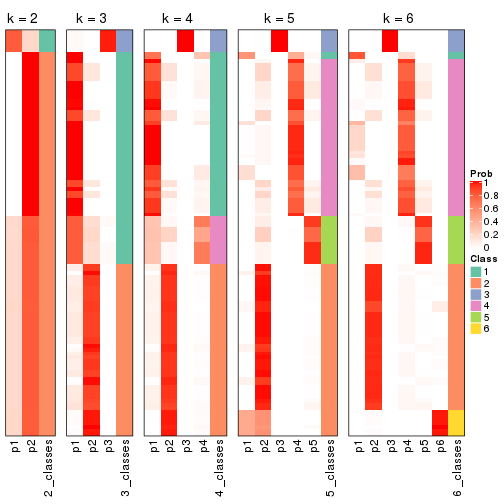 k = 2
k = 3
k = 4
k = 5
k = 6
Prob
1
0.8
0.6
0.4
0.2
0
Class
1
2
3
4
5
6
p1
p2
2_classes
p1
p2
p3
3_classes
p1
p2
p3
p4
4_classes
p1
p2
p3
p4
p5
5_classes
p1
p2
p3
p4
p5
p6
6_classes